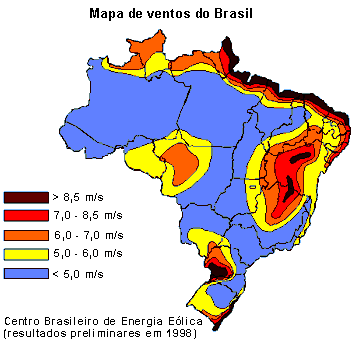 Mapa de ventos do Brasil
> 8,5 m/s
7,0 - 8,5 m/s
6,0 - 7,0 m/s
5,0 - 6,0 m/s
< 5,0 m/s
Centro Brasileiro de Energia Eólica
(resultados preliminares em 1998)